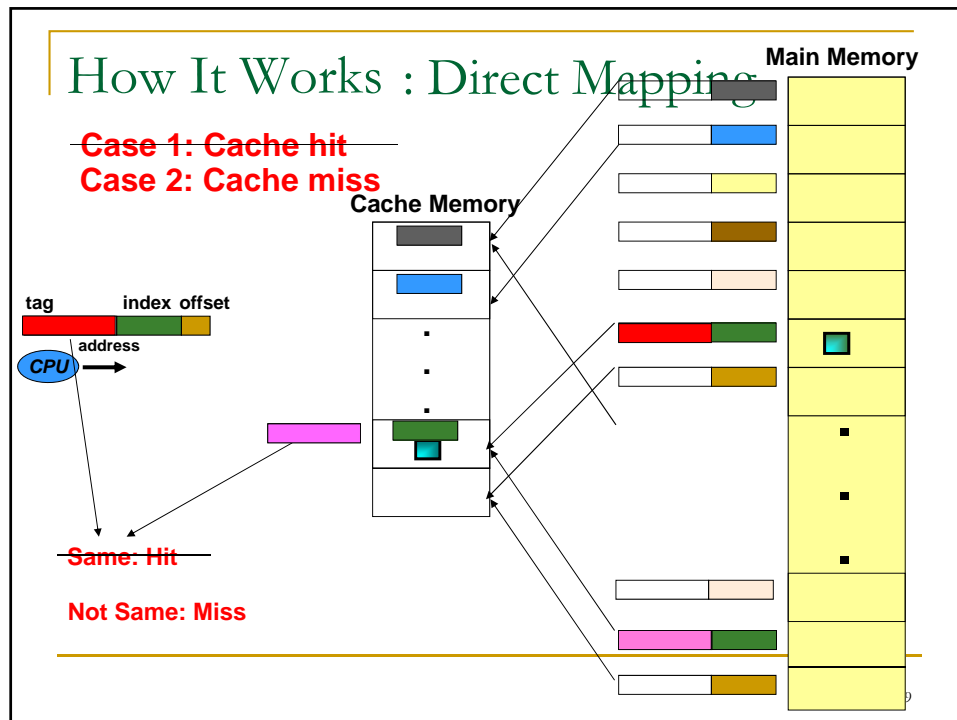 How It Works : Direct Mapping
Main Memory
Case 1: Cache hit
Case 2: Cache miss
Cache Memory
tag index offset
address
CPU
Same: Hit
Not Same: Miss
9